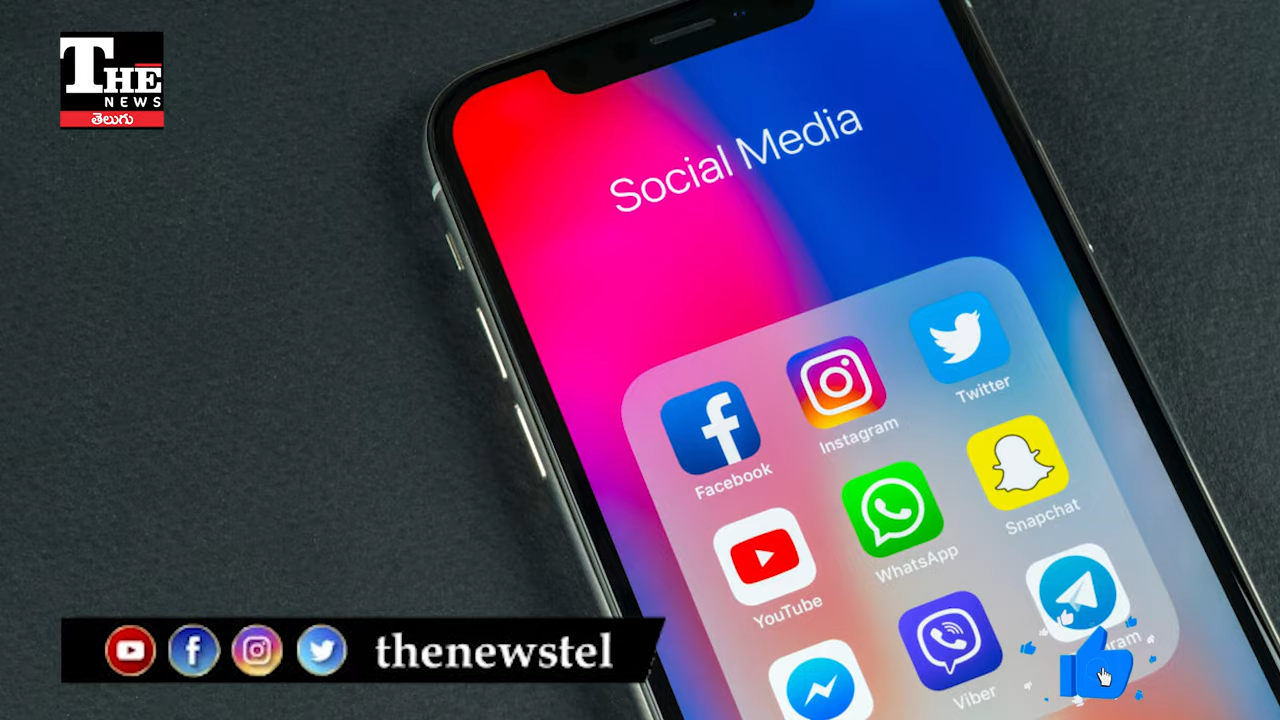 THE
NEWS
తెలుగు
Social Media
Facebook
Instagram
Twitter
YouTube
WhatsApp
Snapchat
Viber
thenewstel